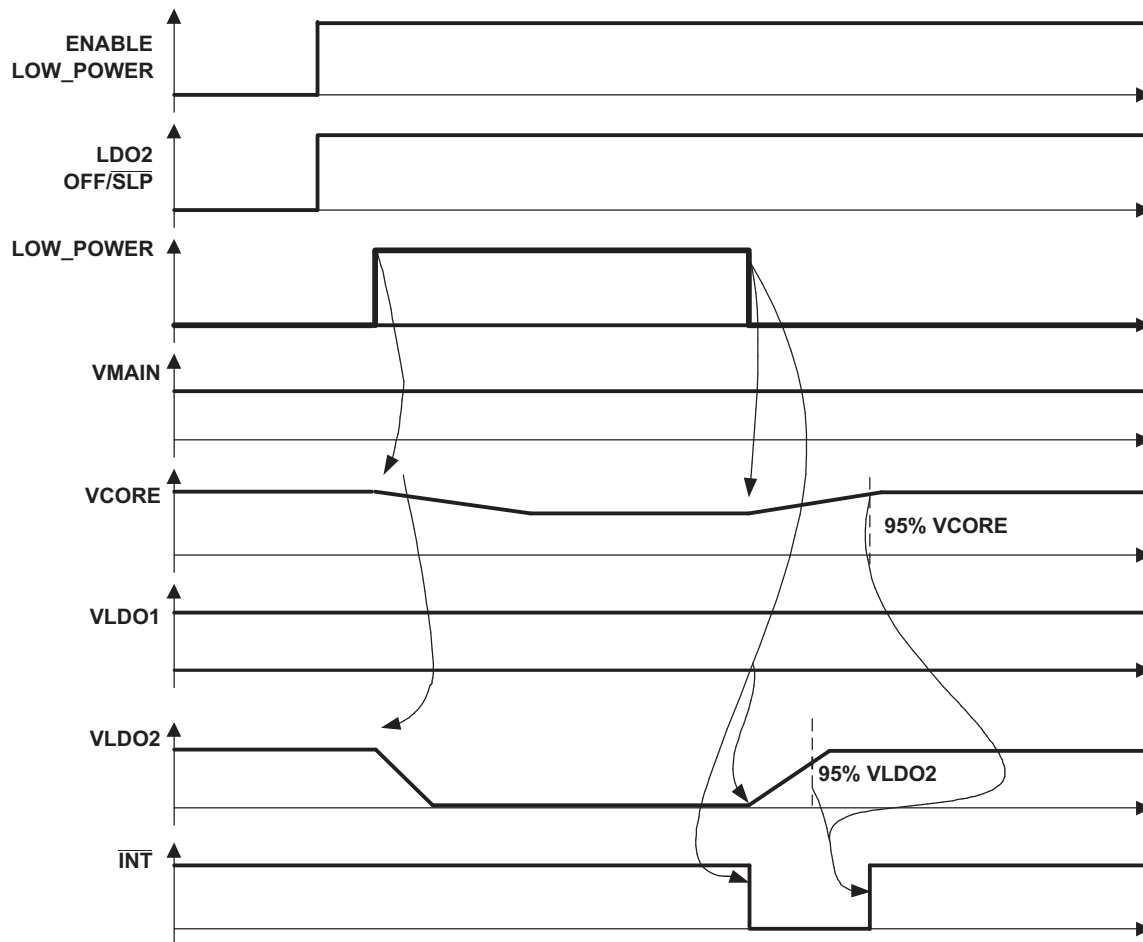 ENABLE
LOW_POWER
LDO2
OFF/SLP
LOW_POWER
VMAIN
VCORE
95% VCORE
VLDO1
VLDO2
95% VLDO2
INT